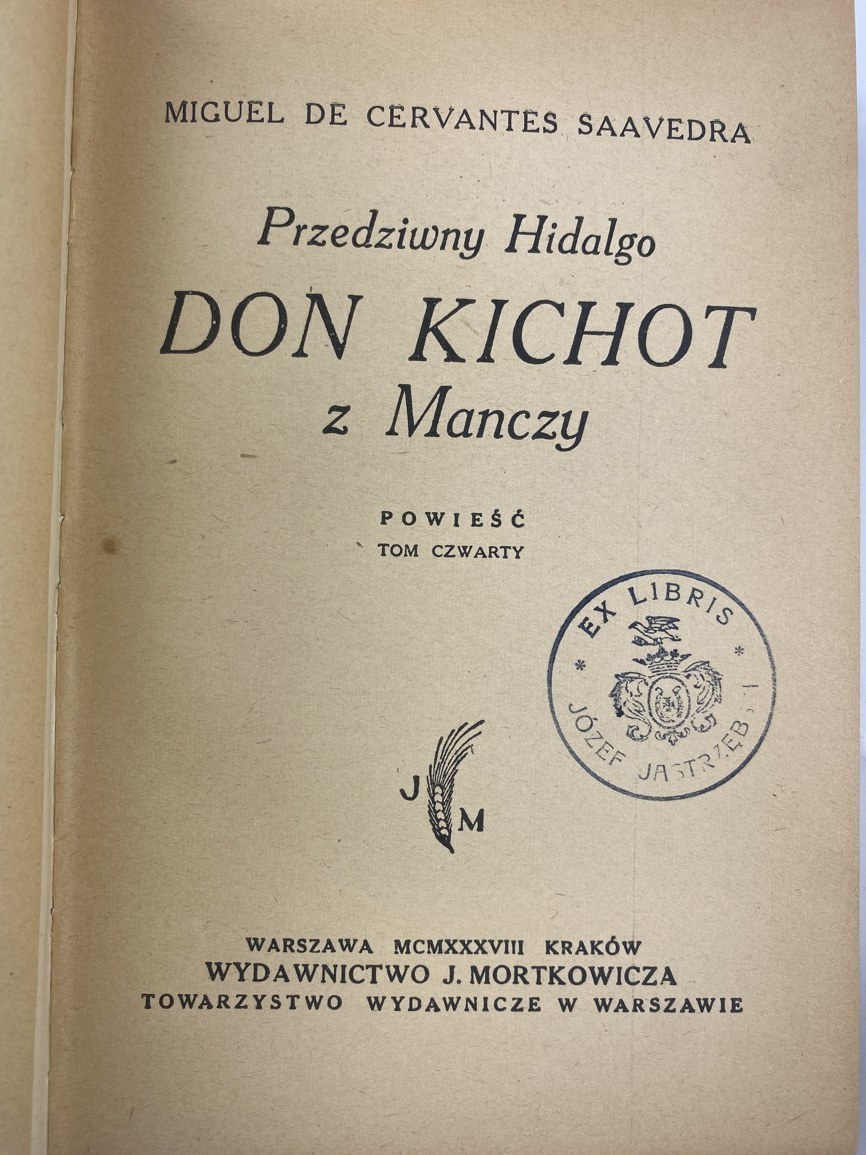 MIGUEL DE CERVANTES SAAVEDRA
Przedziwny Hidalgo
DON KICHOT
z Manczy
POWIEŚĆ
TOM CZWARTY
* EX LIBRIS *
JÓZEF
J M
WARSZAWA MCMXXXVIII KRAKÓW
WYDAWNICTWO J. MORTKOWICZA
TOWARZYSTWO WYDAWNICZE W WARSZAWIE